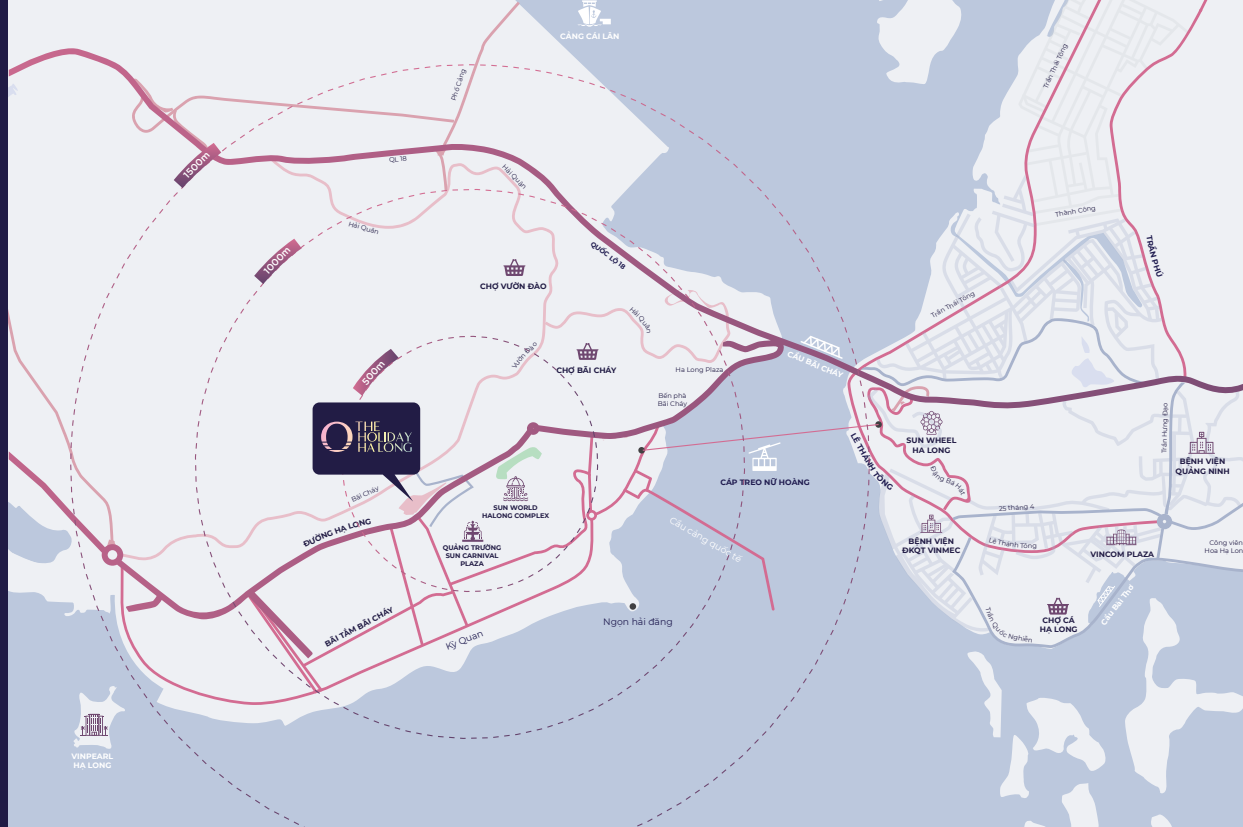 CẢNG CÁI LÂN
Trần Thái Tông
Phố Cảng
1500m
QL 18
Hải Quân
Thành Công
Hải Quân
TRẦN PHÚ
1000m
QUỐC LỘ 18
CHỢ VƯỜN ĐÀO
Trần Thái Tông
Hải Quân
CẦU BÃI CHÁY
Vườn Đào
CHỢ BÃI CHÁY
Ha Long Plaza
500m
Bến phà
Bãi Cháy
THE
HOLIDAY
HA LONG
SUN WHEEL
HA LONG
Trần Hưng Đạo
LÊ THÁNH TÔNG
BỆNH VIỆN
QUẢNG NINH
CÁP TREO NỮ HOÀNG
Đặng Bá Hát
Bãi Cháy
SUN WORLD
HALONG COMPLEX
25 tháng 4
ĐƯỜNG HẠ LONG
Cầu cảng quốc tế
QUẢNG TRƯỜNG
SUN CARNIVAL
PLAZA
BỆNH VIỆN
ĐKQT VINMEC
Lê Thánh Tông
VINCOM PLAZA
Công viên
Hoa Hạ Lon
Cầu Bài Thơ
BÃI TẮM BÃI CHÁY
Ngọn hải đăng
CHỢ CÁ
HẠ LONG
Trần Quốc Nghiễn
Kỳ Quan
VINPEARL
HẠ LONG